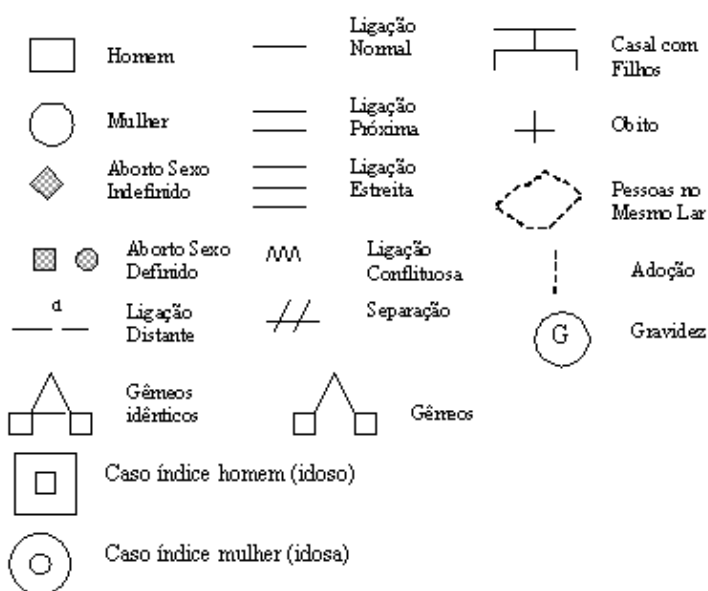 Homem
Ligação
Normal
Casal com
Filhos
Mulher
Ligação
Próxima
Obito
Aborto Sexo
Indefinido
Ligação
Estreita
Pessoas no
Mesmo Lar
Aborto Sexo
Definido
Ligação
Conflituosa
Adoção
d
Ligação
Distante
Separação
G
Gravidez
Gêmeos
idênticos
Gêmeos
Caso índice homem (idoso)
Caso índice mulher (idosa)